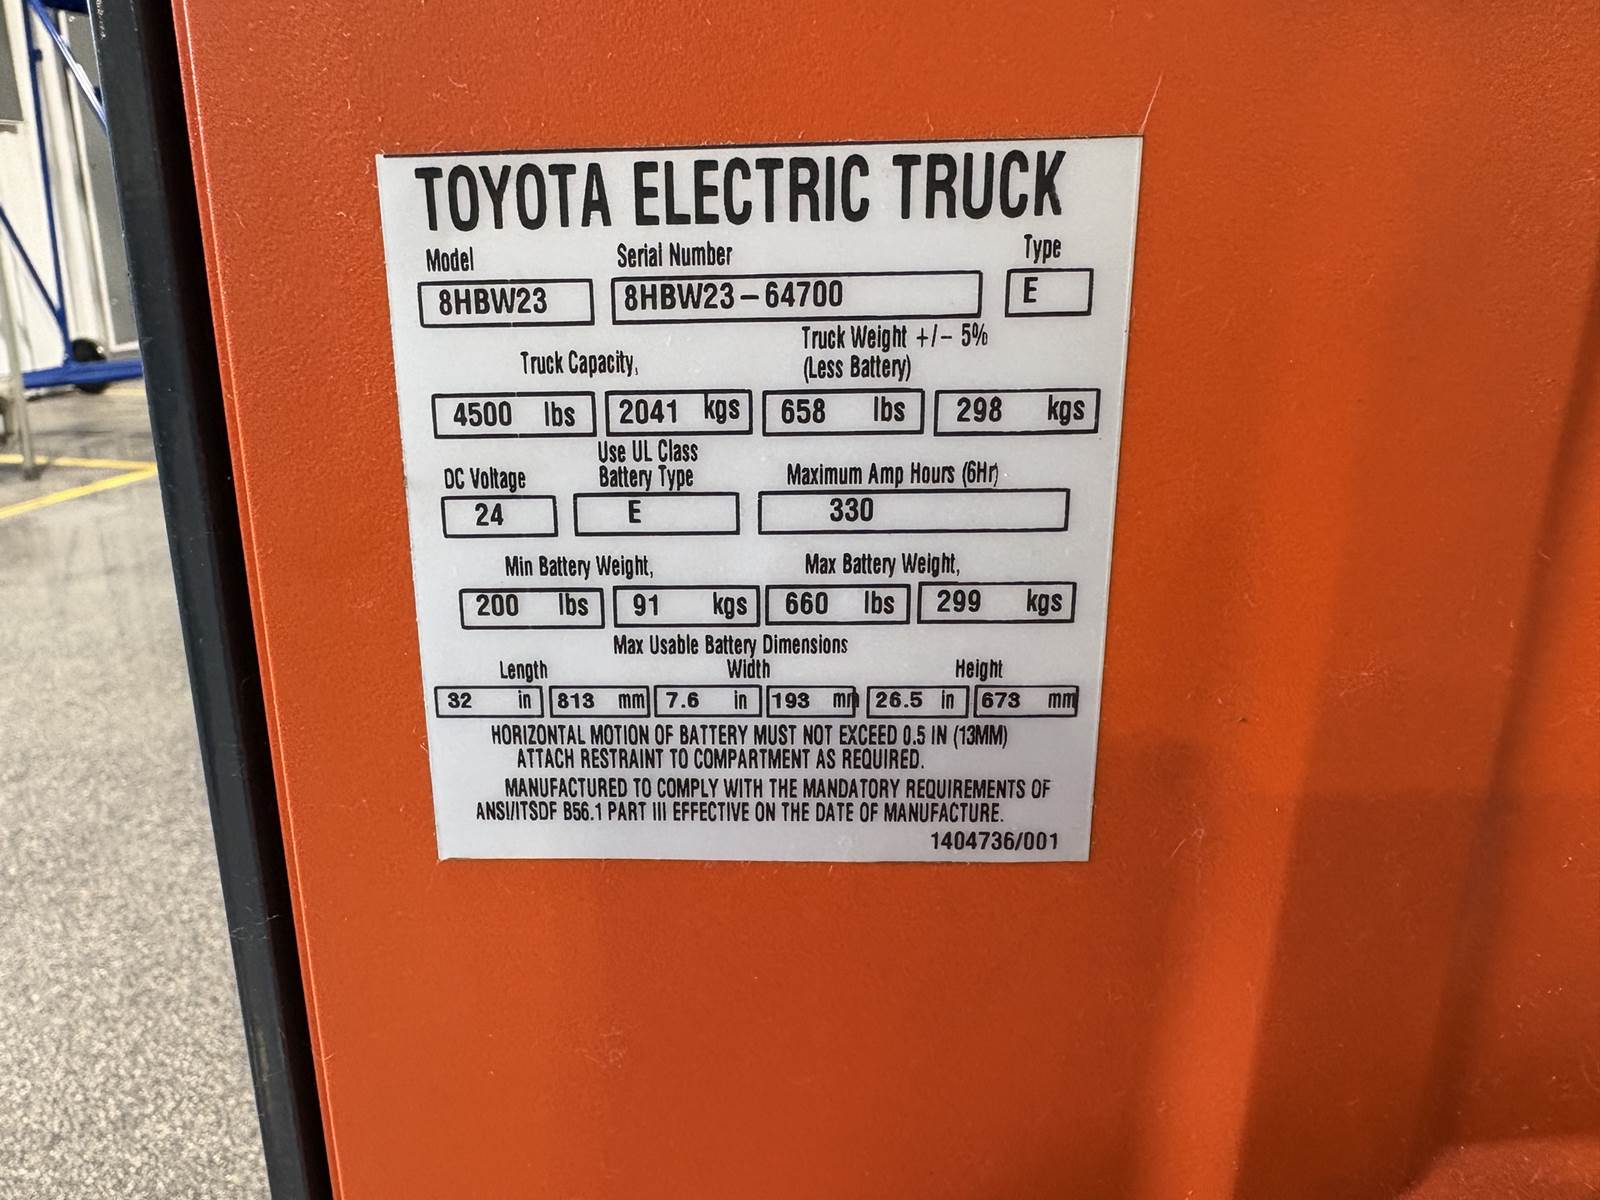 TOYOTA ELECTRIC TRUCK
Model Serial Number Type
8HBW23 8HBW23-64700 E
Truck Weight +/- 5%
Truck Capacity, (Less Battery)
4500 lbs 2041 kgs 658 lbs 298 kgs
Use UL Class
DC Voltage Battery Type Maximum Amp Hours (6Hr)
24 E 330
Min Battery Weight, Max Battery Weight,
200 lbs 91 kgs 660 lbs 299 kgs
Max Usable Battery Dimensions
Length Width Height
32 in 813 mm 7.6 in 193 mm 26.5 in 673 mm
HORIZONTAL MOTION OF BATTERY MUST NOT EXCEED 0.5 IN (13MM)
ATTACH RESTRAINT TO COMPARTMENT AS REQUIRED.
MANUFACTURED TO COMPLY WITH THE MANDATORY REQUIREMENTS OF
ANSI/ITSDF B56.1 PART III EFFECTIVE ON THE DATE OF MANUFACTURE.
1404736/001